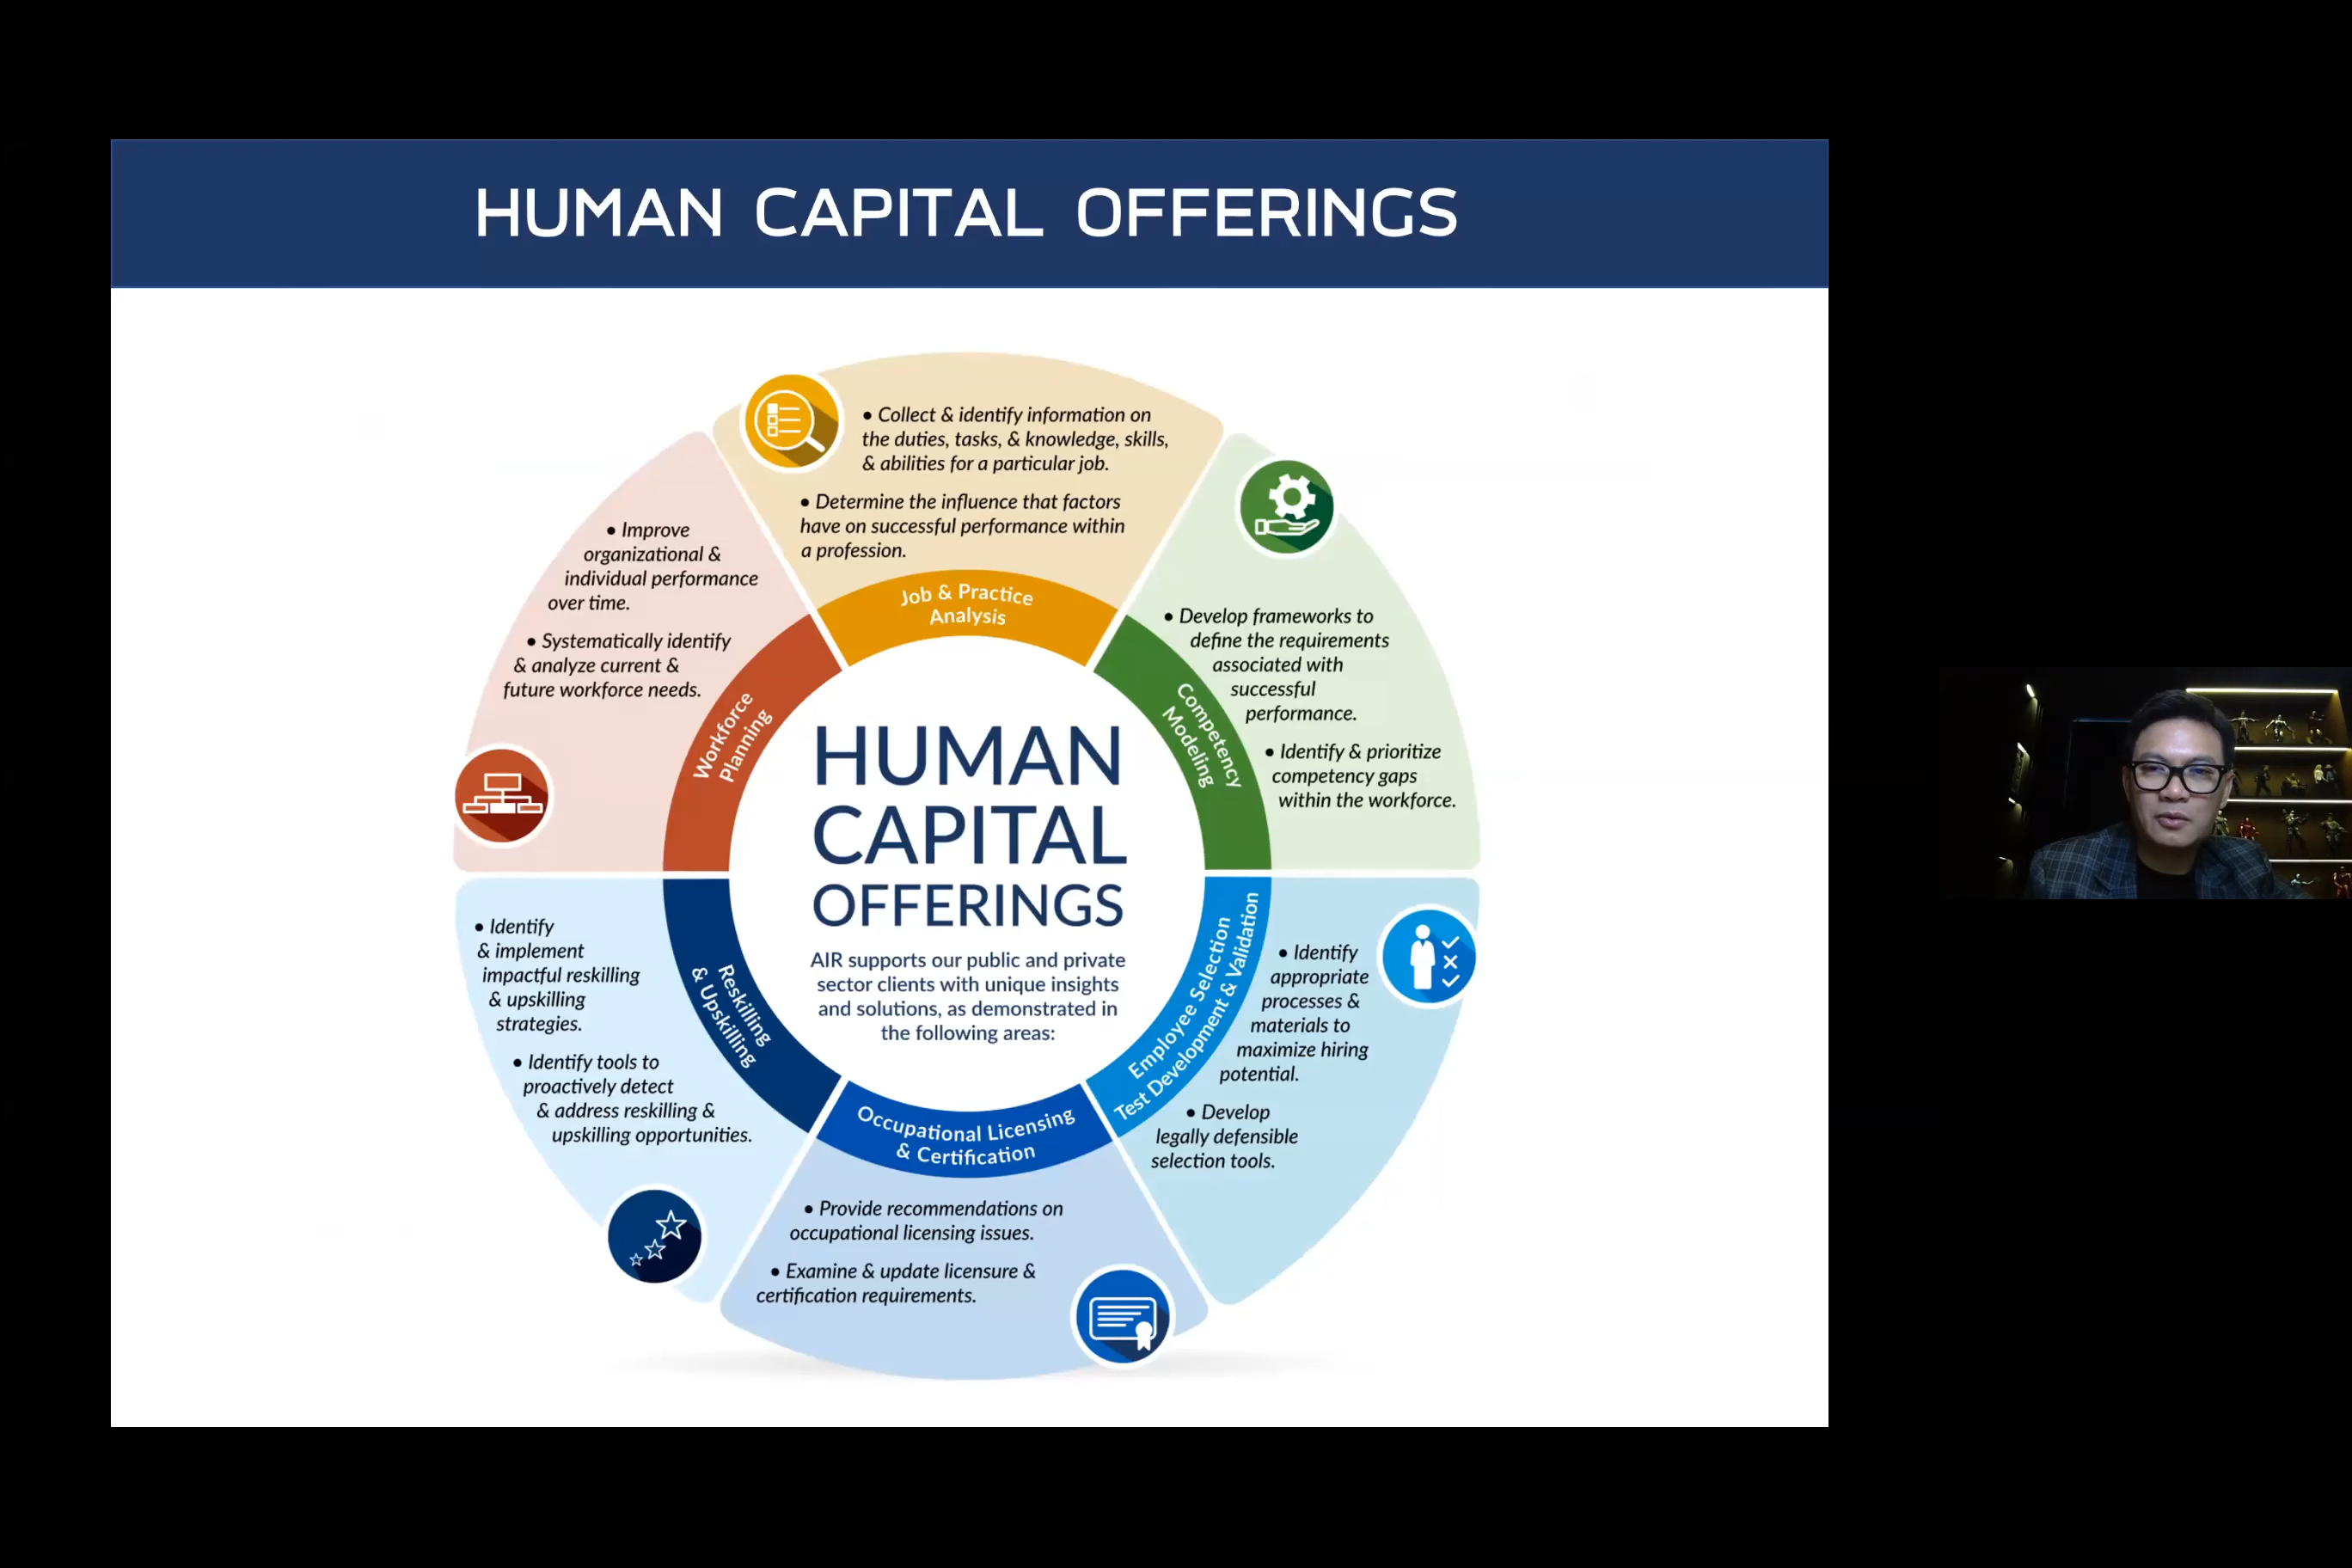 HUMAN CAPITAL OFFERINGS
• Collect & identify information on
the duties, tasks, & knowledge, skills,
& abilities for a particular job.
• Determine the influence that factors
have on successful performance within
a profession.
Job & Practice
Analysis
• Develop frameworks to
define the requirements
associated with
successful
performance.
• Identify & prioritize
competency gaps
within the workforce.
Competency
Modeling
• Identify
appropriate
processes &
materials to
maximize hiring
potential.
• Develop
legally defensible
selection tools.
Employee Selection
Test Development & Validation
Occupational Licensing
& Certification
• Provide recommendations on
occupational licensing issues.
• Examine & update licensure &
certification requirements.
• Identify
& implement
impactful reskilling
& upskilling
strategies.
• Identify tools to
proactively detect
& address reskilling &
upskilling opportunities.
Reskilling
& Upskilling
• Improve
organizational &
individual performance
over time.
• Systematically identify
& analyze current &
future workforce needs.
Workforce
Planning
HUMAN
CAPITAL
OFFERINGS
AIR supports our public and private
sector clients with unique insights
and solutions, as demonstrated in
the following areas: